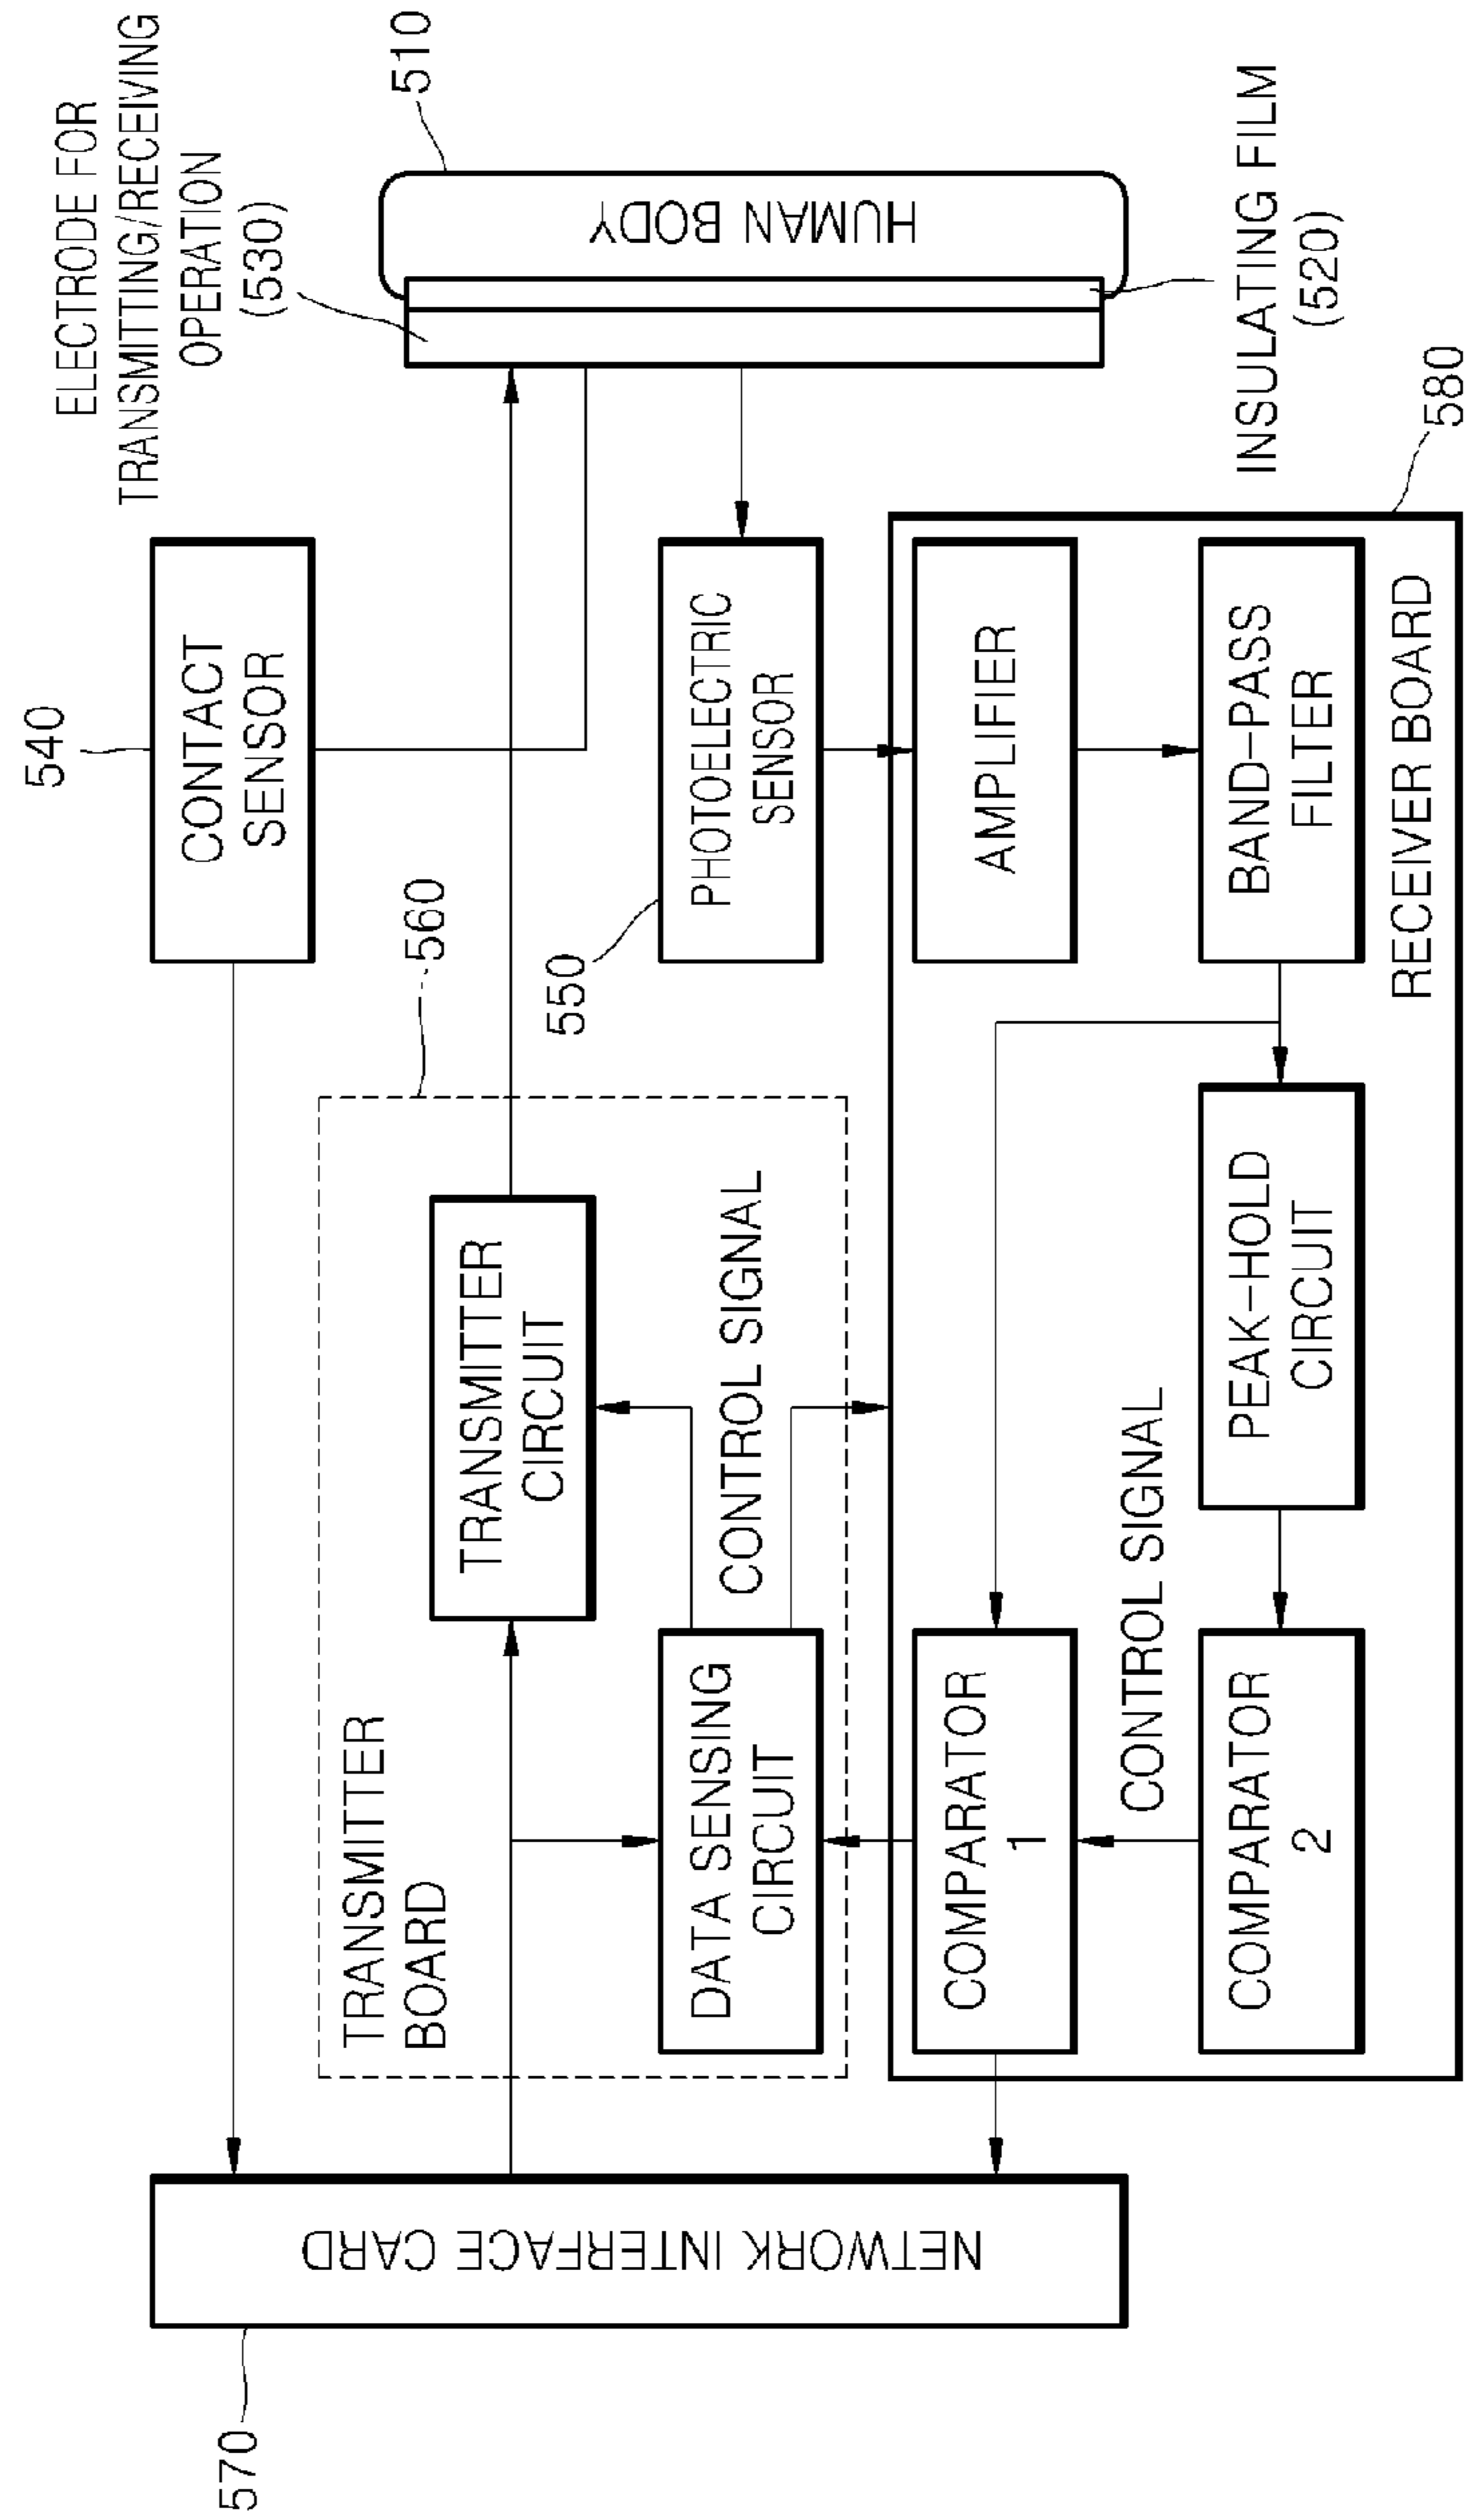 ELECTRODE FOR
TRANSMITTING/RECEIVING
OPERATION
(530)
510
HUMAN BODY
INSULATING FILM
(520)
540
CONTACT
SENSOR
550
PHOTOELECTRIC
SENSOR
580
AMPLIFIER
BAND-PASS
FILTER
RECEIVER BOARD
560
TRANSMITTER
BOARD
TRANSMITTER
CIRCUIT
CONTROL SIGNAL
DATA SENSING
CIRCUIT
PEAK-HOLD
CIRCUIT
CONTROL SIGNAL
COMPARATOR
1
COMPARATOR
2
NETWORK INTERFACE CARD
570